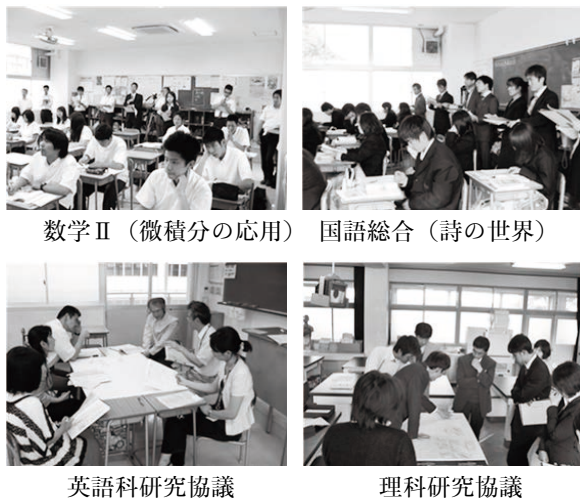 数学Ⅱ（微積分の応用）
国語総合（詩の世界）
英語科研究協議
理科研究協議